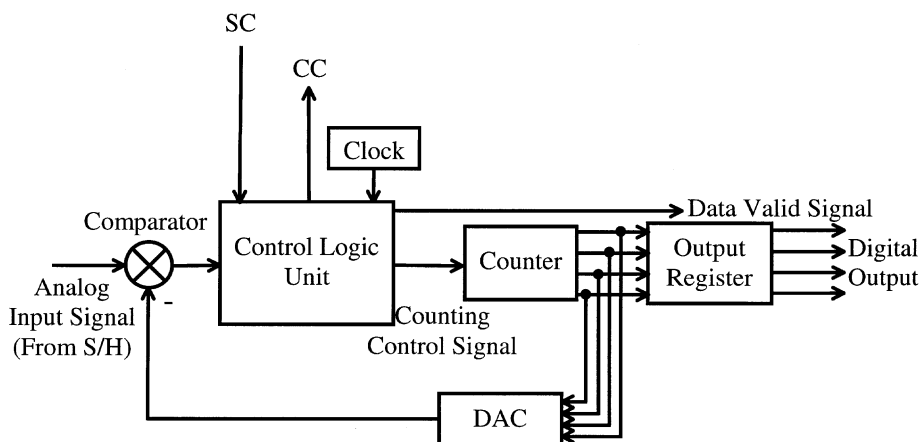 SC
CC
Clock
Data Valid Signal
Comparator
Control Logic
Unit
Counter
Output
Register
Digital
Output
Analog
Input Signal
(From S/H)
-
Counting
Control Signal
DAC